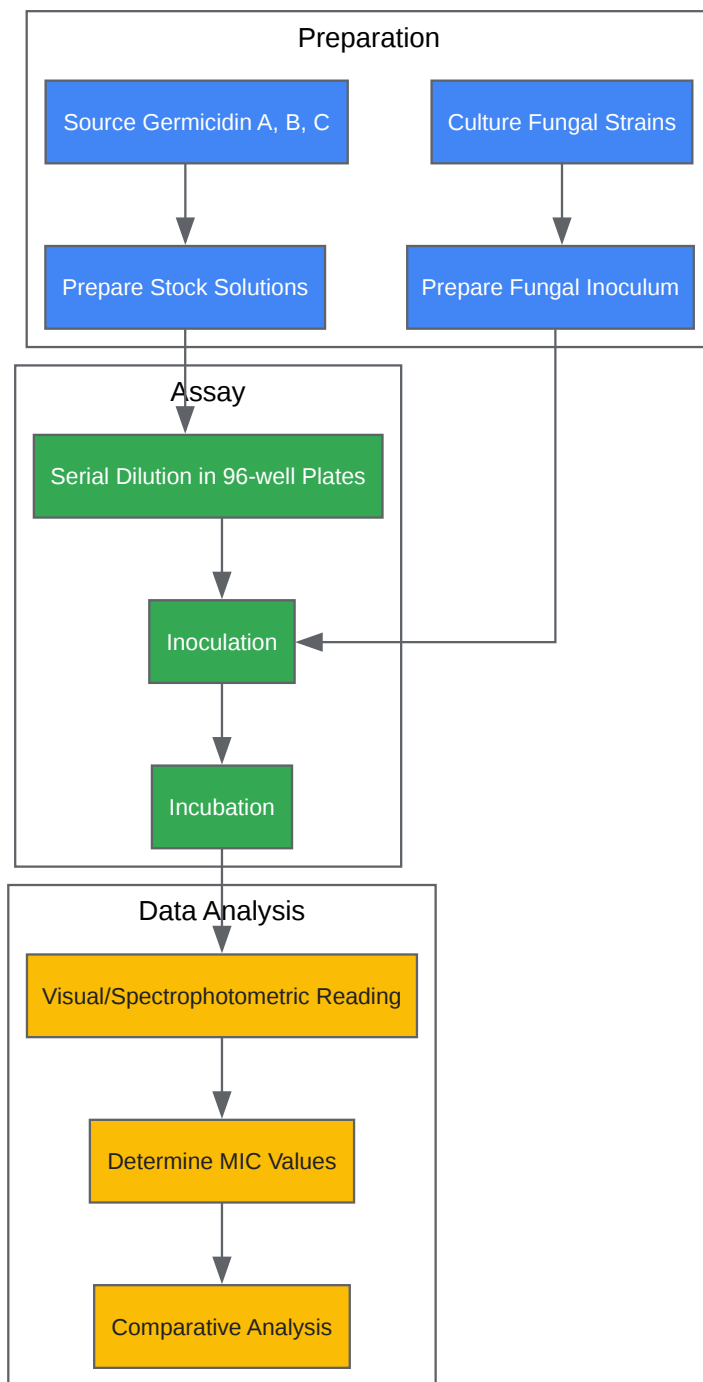 Preparation
Source Germicidin A, B, C
Culture Fungal Strains
Prepare Stock Solutions
Prepare Fungal Inoculum
Assay
Serial Dilution in 96-well Plates
Inoculation
Incubation
Data Analysis
Visual/Spectrophotometric Reading
Determine MIC Values
Comparative Analysis